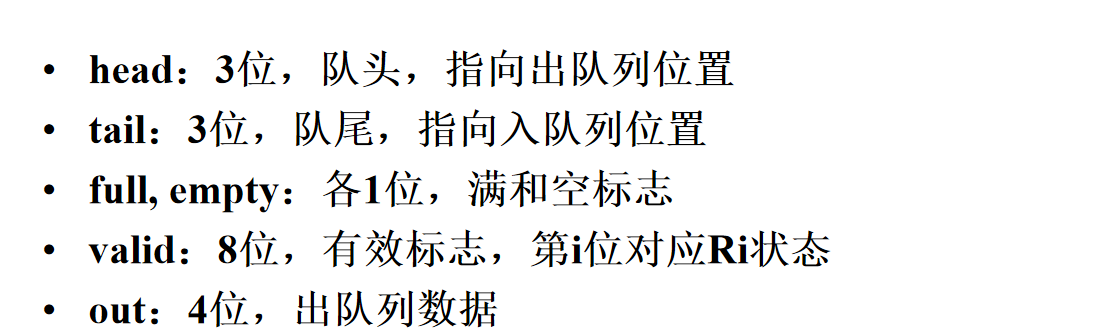 • head：3位，队头，指向出队列位置
• tail：3位，队尾，指向入队列位置
• full, empty：各1位，满和空标志
• valid：8位，有效标志，第i位对应Ri状态
• out：4位，出队列数据